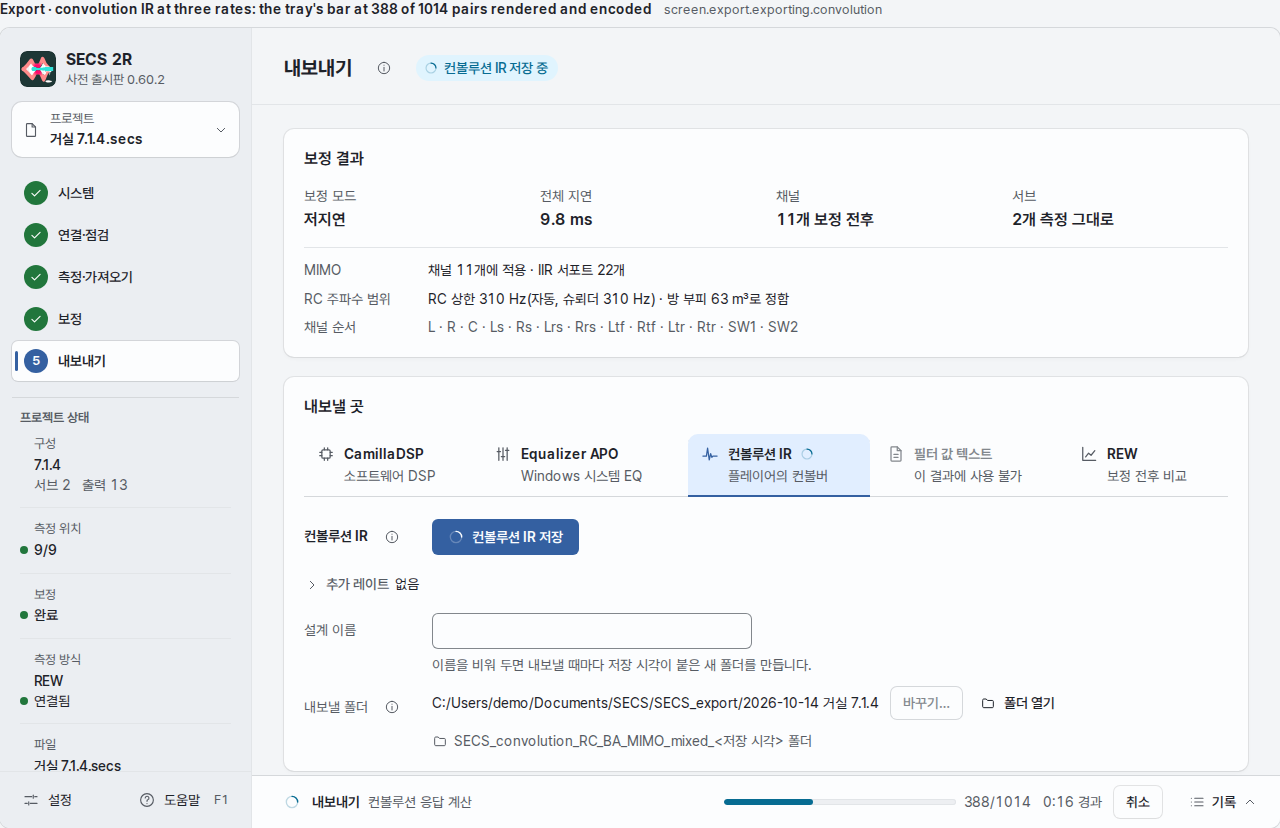 Export · convolution IR at three rates: the tray's bar at 388 of 1014 pairs rendered and encoded screen.export.exporting.convolution
SECS 2R
사전 출시판 0.60.2
프로젝트
거실 7.1.4.secs
시스템
연결·점검
측정·가져오기
보정
5 내보내기
프로젝트 상태
구성
7.1.4
서브 2 출력 13
측정 위치
9/9
보정
완료
측정 방식
REW
연결됨
파일
거실 7.1.4.secs
설정 도움말 F1
내보내기 컨볼루션 IR 저장 중
보정 결과
보정 모드 전체 지연 채널 서브
저지연 9.8 ms 11개 보정 전후 2개 측정 그대로
MIMO 채널 11개에 적용 · IIR 서포트 22개
RC 주파수 범위 RC 상한 310 Hz(자동, 슈뢰더 310 Hz) · 방 부피 63 m³로 정합
채널 순서 L · R · C · Ls · Rs · Lrs · Rrs · Ltf · Rtf · Ltr · Rtr · SW1 · SW2
내보낼 곳
CamillaDSP Equalizer APO 컨볼루션 IR 필터 값 텍스트 REW
소프트웨어 DSP Windows 시스템 EQ 플레이어의 컨볼버 이 결과에 사용 불가 보정 전후 비교
컨볼루션 IR 컨볼루션 IR 저장
추가 레이트 없음
설계 이름
이름을 비워 두면 내보낼 때마다 저장 시각이 붙은 새 폴더를 만듭니다.
내보낼 폴더 C:/Users/demo/Documents/SECS/SECS_export/2026-10-14 거실 7.1.4 바꾸기... 폴더 열기
SECS_convolution_RC_BA_MIMO_mixed_<저장 시각> 폴더
내보내기 컨볼루션 응답 계산 388/1014 0:16 경과 취소 기록